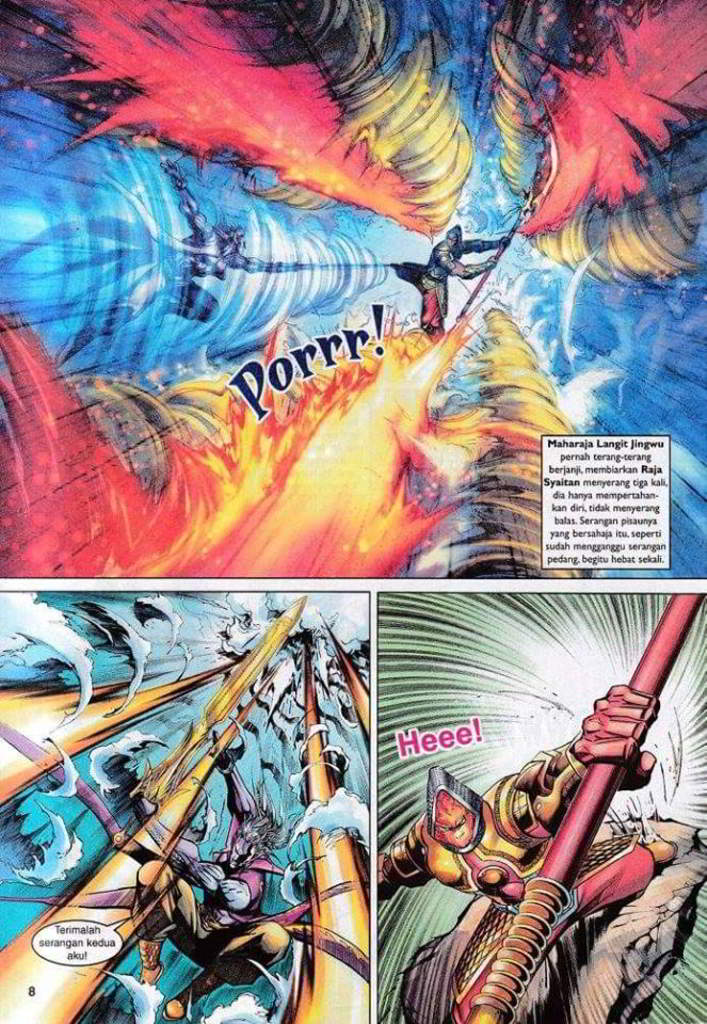 Porrr!
Maharaja Langit Jingwu
pernah terang-terang
berjanji, membiarkan Raja
Syaitan menyerang tiga kali,
dia hanya mempertahan-
kan diri, tidak menyerang
balas. Serangan pisaunya
yang bersahaja itu, seperti
sudah mengganggu serangan
pedang, begitu hebat sekali.
Terimalah
serangan kedua
aku!
Heee!
8